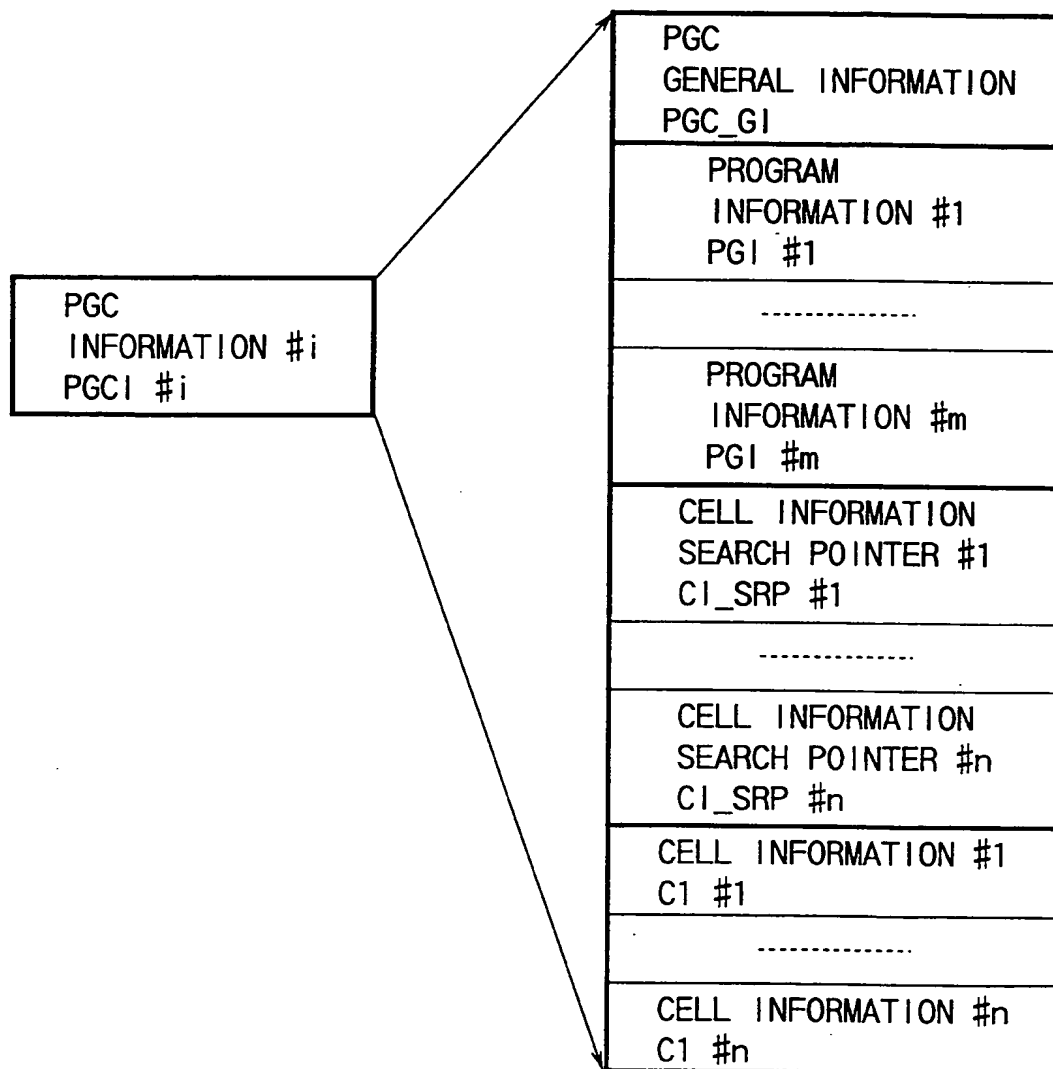 PGC
INFORMATION #i
PGCI #i
PGC
GENERAL INFORMATION
PGC_GI
PROGRAM
INFORMATION #1
PGI #1
PROGRAM
INFORMATION #m
PGI #m
CELL INFORMATION
SEARCH POINTER #1
CI_SRP #1
CELL INFORMATION
SEARCH POINTER #n
CI_SRP #n
CELL INFORMATION #1
C1 #1
CELL INFORMATION #n
C1 #n